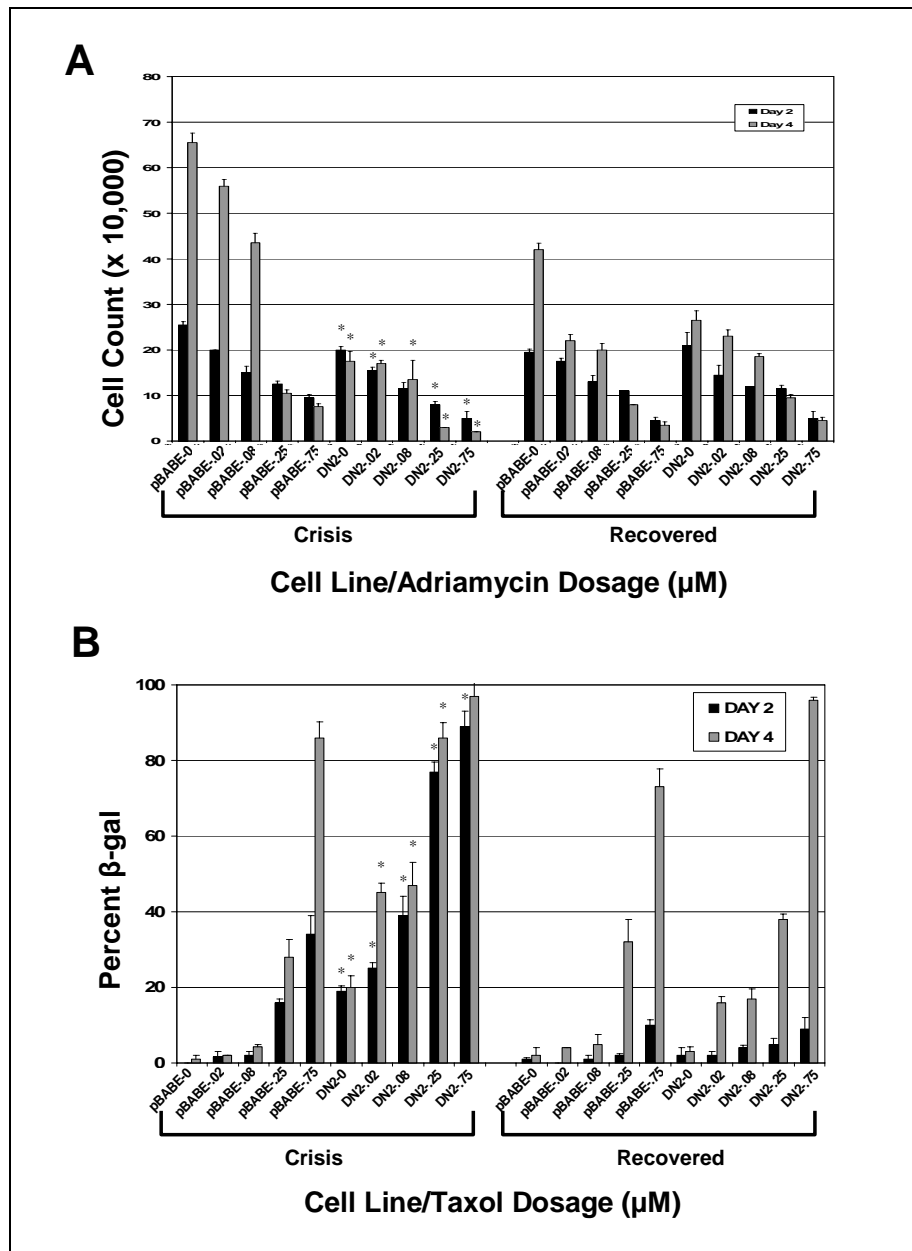 A
80
70
60
50
40
30
20
10
0
Cell Count (x 10,000)
Day 2
Day 4
* * * * * * * * *
pBABE-0
pBABE-.02
pBABE-.08
pBABE-.25
pBABE-.75
DN2-0
DN2-.02
DN2-.08
DN2-.25
DN2-.75
pBABE-0
pBABE-.02
pBABE-.08
pBABE-.25
pBABE-.75
DN2-0
DN2-.02
DN2-.08
DN2-.25
DN2-.75
Crisis
Recovered
Cell Line/Adriamycin Dosage (µM)
B
100
80
60
40
20
0
Percent β-gal
DAY 2
DAY 4
* * * * * * * * *
pBABE-0
pBABE-.02
pBABE-.08
pBABE-.25
pBABE-.75
DN2-0
DN2-.02
DN2-.08
DN2-.25
DN2-.75
pBABE-0
pBABE-.02
pBABE-.08
pBABE-.25
pBABE-.75
DN2-0
DN2-.02
DN2-.08
DN2-.25
DN2-.75
Crisis
Recovered
Cell Line/Taxol Dosage (µM)